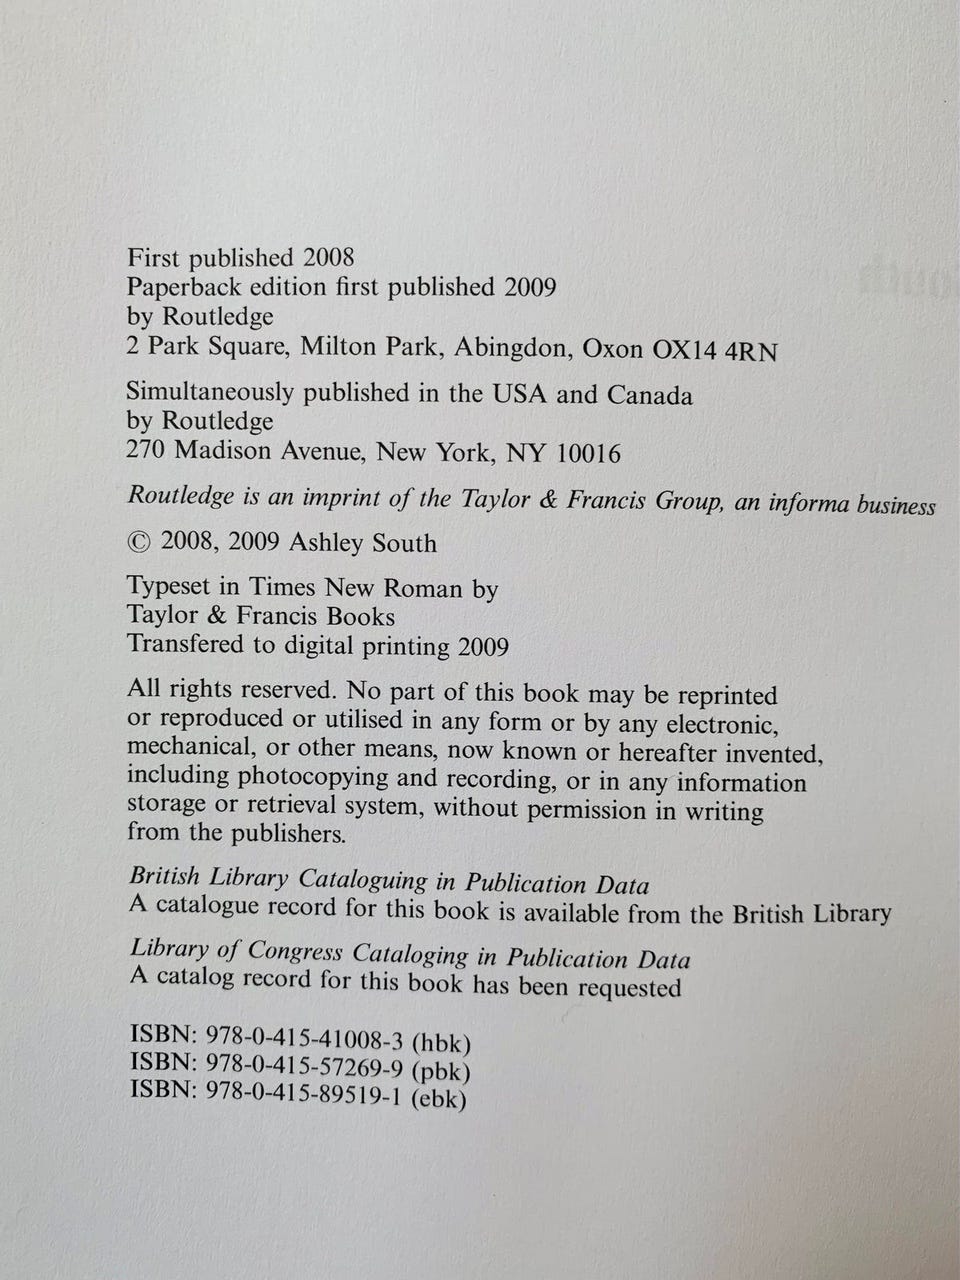 First published 2008
Paperback edition first published 2009
by Routledge
2 Park Square, Milton Park, Abingdon, Oxon OX14 4RN
Simultaneously published in the USA and Canada
by Routledge
270 Madison Avenue, New York, NY 10016
Routledge is an imprint of the Taylor & Francis Group, an informa business
© 2008, 2009 Ashley South
Typeset in Times New Roman by
Taylor & Francis Books
Transfered to digital printing 2009
All rights reserved. No part of this book may be reprinted
or reproduced or utilised in any form or by any electronic,
mechanical, or other means, now known or hereafter invented,
including photocopying and recording, or in any information
storage or retrieval system, without permission in writing
from the publishers.
British Library Cataloguing in Publication Data
A catalogue record for this book is available from the British Library
Library of Congress Cataloging in Publication Data
A catalog record for this book has been requested
ISBN: 978-0-415-41008-3 (hbk)
ISBN: 978-0-415-57269-9 (pbk)
ISBN: 978-0-415-89519-1 (ebk)